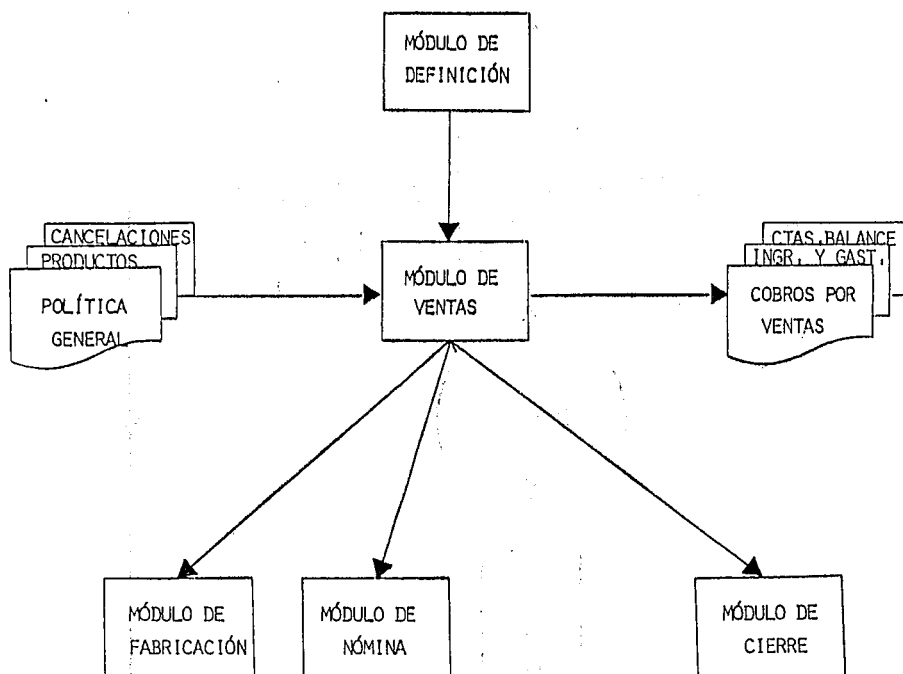 MÓDULO DE
DEFINICIÓN
CANCELACIONES
PRODUCTOS
POLÍTICA
GENERAL
MÓDULO DE
VENTAS
CTAS.BALANCE
INGR. Y GAST.
COBROS POR
VENTAS
MÓDULO DE
FABRICACIÓN
MÓDULO DE
NÓMINA
MÓDULO DE
CIERRE